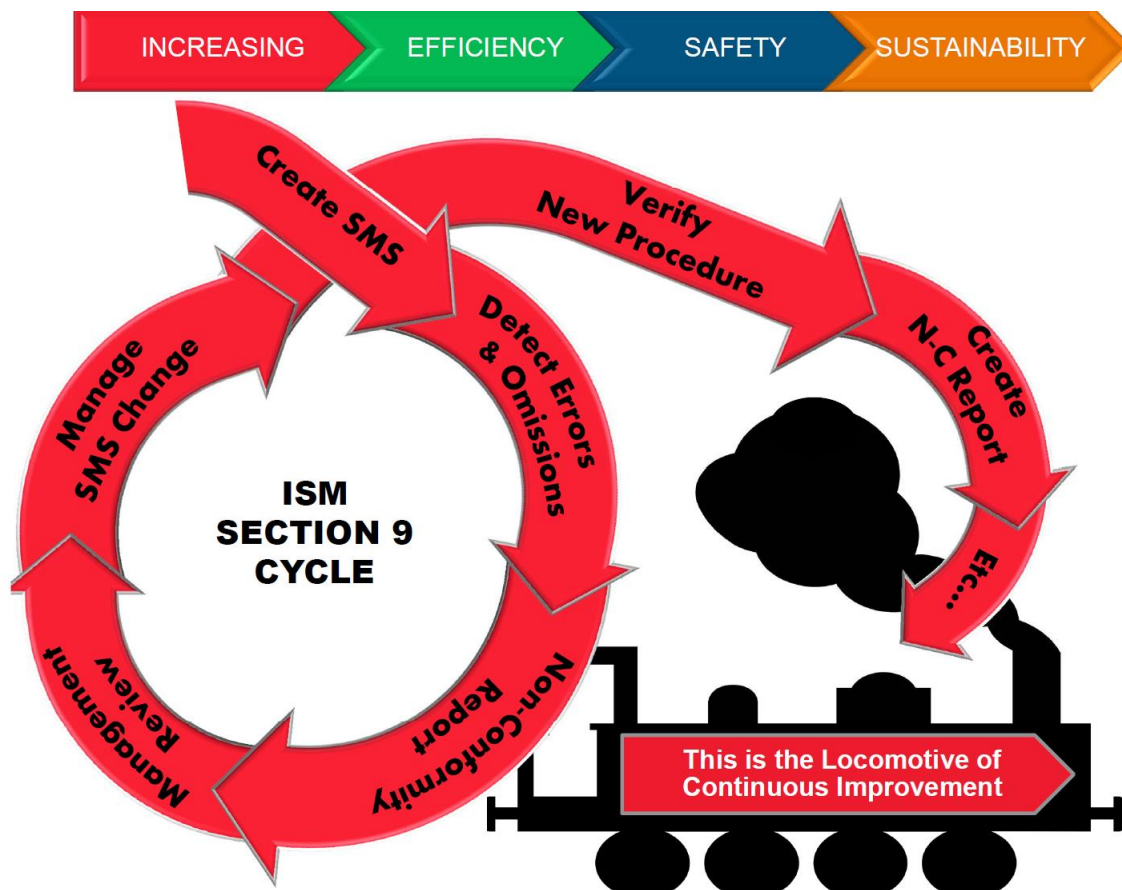 INCREASING
EFFICIENCY
SAFETY
SUSTAINABILITY
Create SMS
Detect Errors
& Omissions
Non-Conformity
Report
Management
Review
Manage
SMS Change
Verify
New Procedure
Create
N-C Report
Etc...
ISM
SECTION 9
CYCLE
This is the Locomotive of
Continuous Improvement